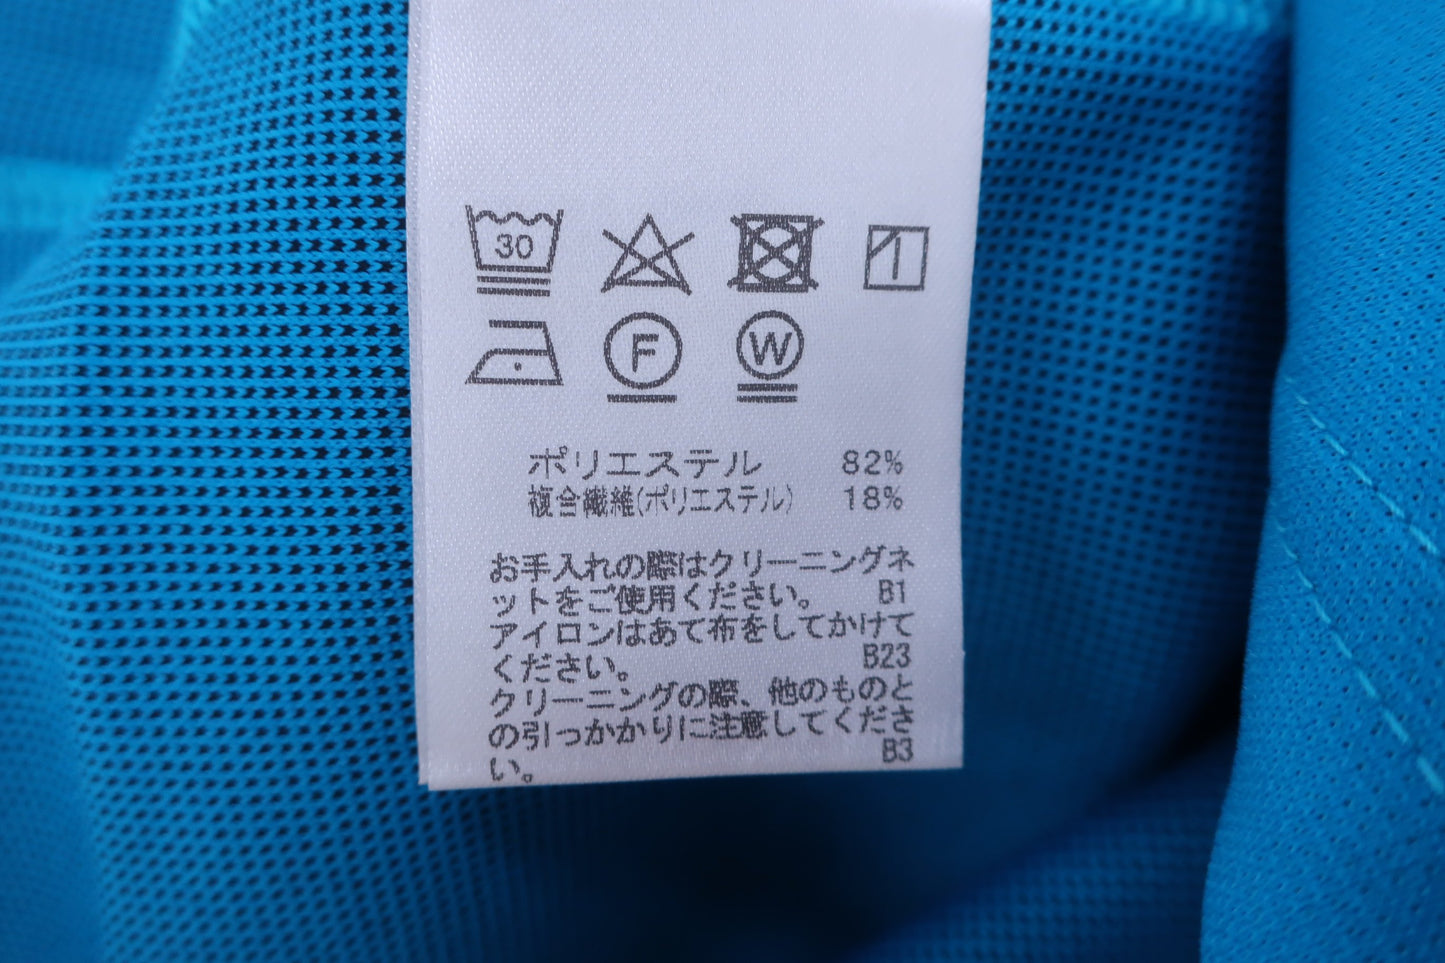 30
F W
ポリエステル 82%
複合繊維(ポリエステル) 18%
お手入れの際はクリーニングネ
ットをご使用ください。 B1
アイロンはあて布をしてかけて
ください。 B23
クリーニングの際、他のものと
の引っかかりに注意してくださ
い。 B3